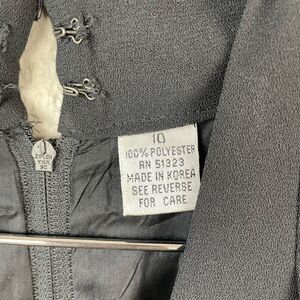 10
100% POLYESTER
RN 51323
MADE IN KOREA
SEE REVERSE
FOR CARE